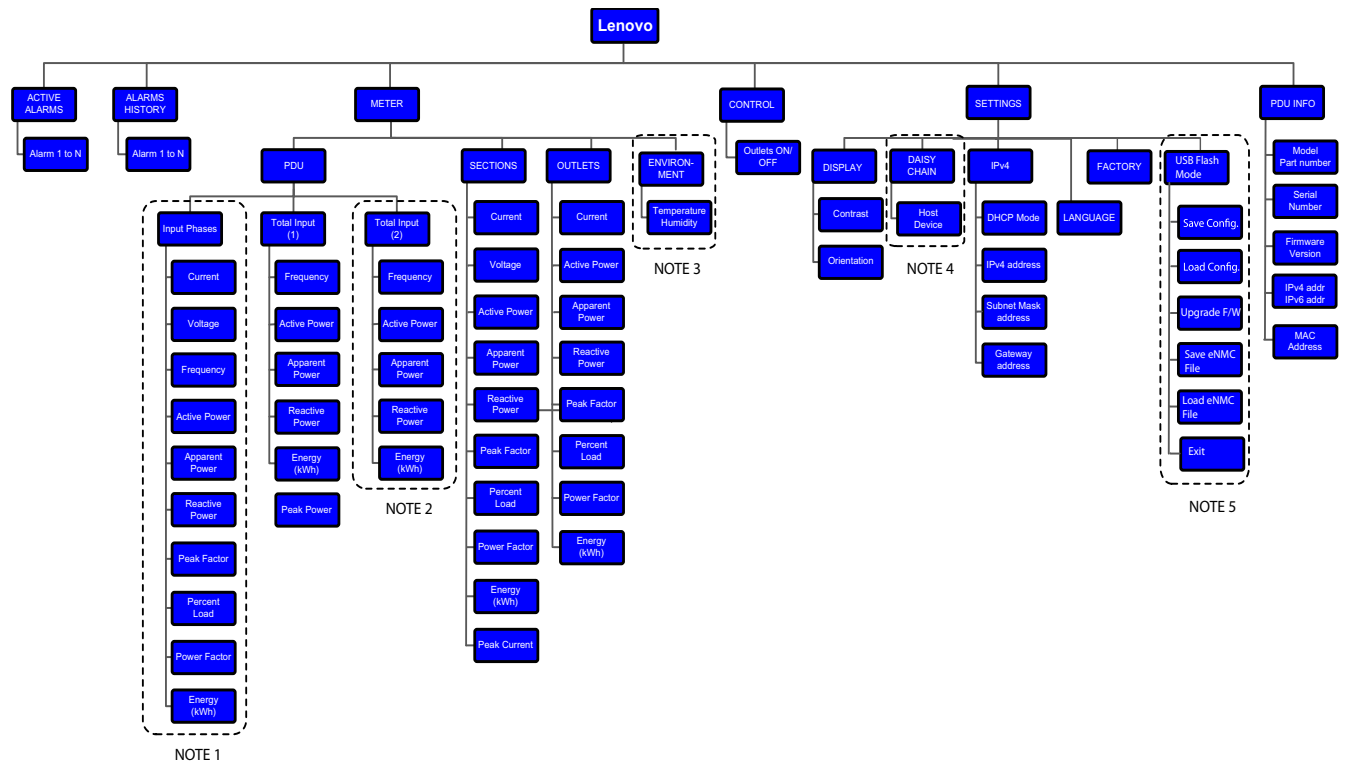 Lenovo
ACTIVE
ALARMS
Alarm 1 to N
ALARMS
HISTORY
Alarm 1 to N
METER
PDU
Input Phases
Current
Voltage
Frequency
Active Power
Apparent
Power
Reactive
Power
Peak Factor
Percent
Load
Power Factor
Energy
(kWh)
NOTE 1
Total Input
(1)
Frequency
Active Power
Apparent
Power
Reactive
Power
Energy
(kWh)
Peak Power
Total Input
(2)
Frequency
Active Power
Apparent
Power
Reactive
Power
Energy
(kWh)
NOTE 2
SECTIONS
Current
Voltage
Active Power
Apparent
Power
Reactive
Power
Peak Factor
Percent
Load
Power Factor
Energy
(kWh)
Peak Current
OUTLETS
Current
Active Power
Apparent
Power
Reactive
Power
Peak Factor
Percent
Load
Power Factor
Energy
(kWh)
ENVIRON-
MENT
Temperature
Humidity
NOTE 3
CONTROL
Outlets ON/
OFF
SETTINGS
DISPLAY
Contrast
Orientation
DAISY
CHAIN
Host
Device
NOTE 4
IPv4
DHCP Mode
IPv4 address
Subnet Mask
address
Gateway
address
LANGUAGE
FACTORY
USB Flash
Mode
Save Config.
Load Config.
Upgrade F/W
Save eNMC
File
Load eNMC
File
Exit
NOTE 5
PDU INFO
Model
Part number
Serial
Number
Firmware
Version
IPv4 addr
IPv6 addr
MAC
Address